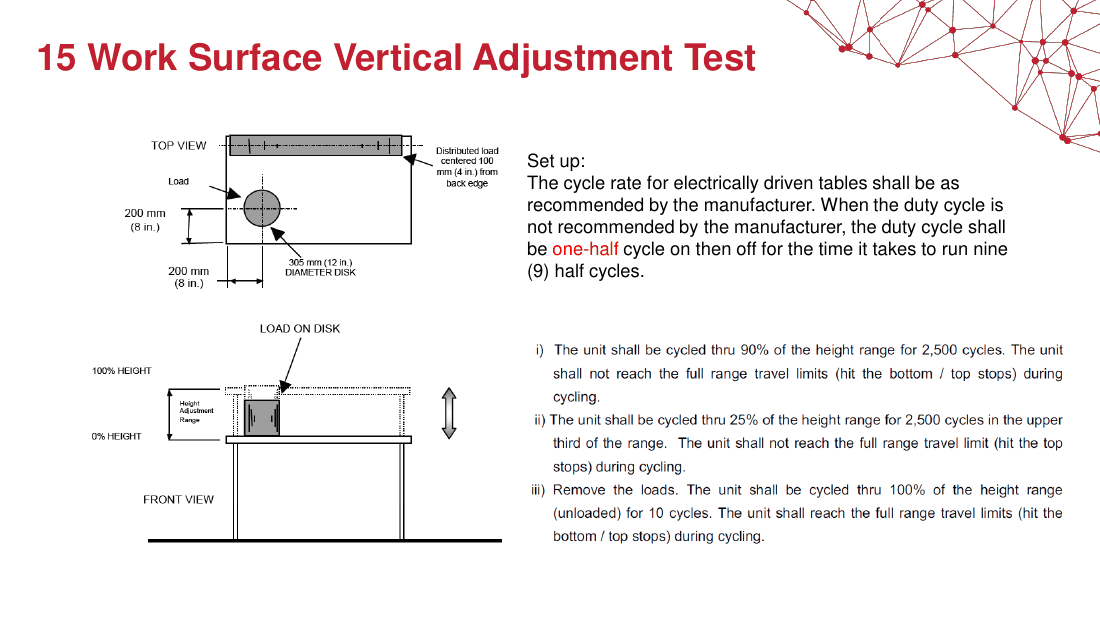 15 Work Surface Vertical Adjustment Test
TOP VIEW
Distributed load
centered 100
mm (4 in.) from
back edge
Load
200 mm
(8 in.)
305 mm (12 in.)
DIAMETER DISK
200 mm
(8 in.)
LOAD ON DISK
100% HEIGHT
Height
Adjustment
Range
0% HEIGHT
FRONT VIEW
Set up:
The cycle rate for electrically driven tables shall be as
recommended by the manufacturer. When the duty cycle is
not recommended by the manufacturer, the duty cycle shall
be one-half cycle on then off for the time it takes to run nine
(9) half cycles.
i) The unit shall be cycled thru 90% of the height range for 2,500 cycles. The unit
shall not reach the full range travel limits (hit the bottom / top stops) during
cycling.
ii) The unit shall be cycled thru 25% of the height range for 2,500 cycles in the upper
third of the range. The unit shall not reach the full range travel limit (hit the top
stops) during cycling.
iii) Remove the loads. The unit shall be cycled thru 100% of the height range
(unloaded) for 10 cycles. The unit shall reach the full range travel limits (hit the
bottom / top stops) during cycling.